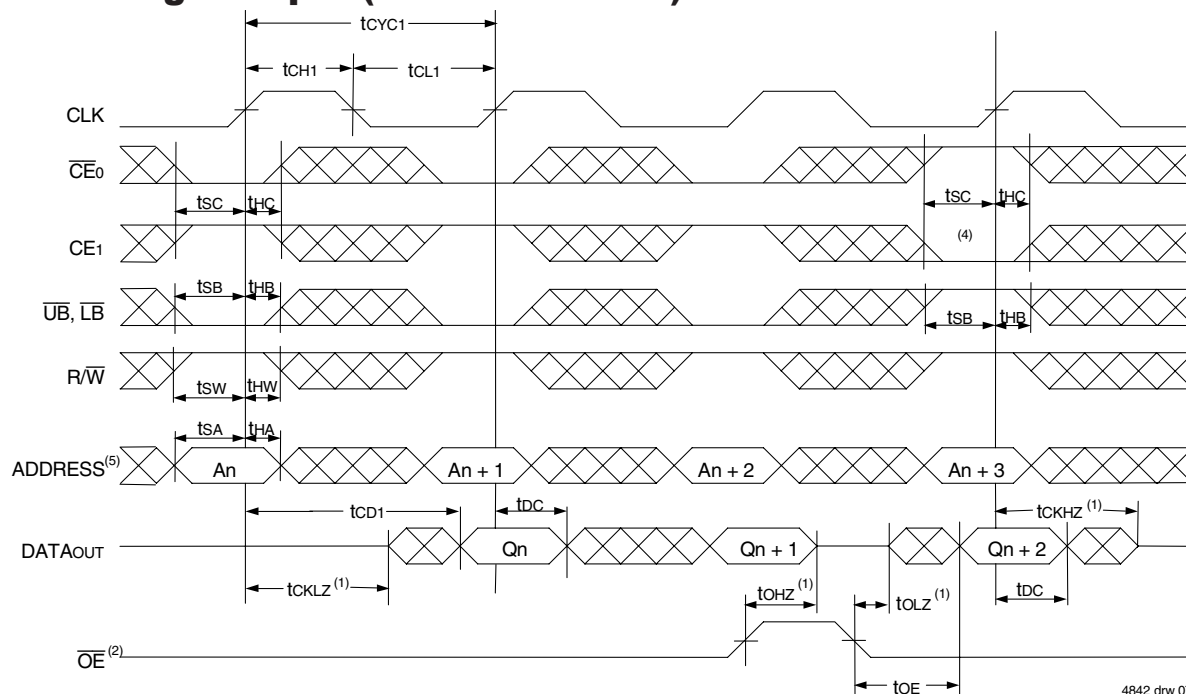 tCYC1
tCH1 tCL1
CLK
CE0
tSC tHC tSC tHC
CE1 (4)
tSB tHB
UB, LB tSB tHB
R/W
tSW tHW
tSA tHA
ADDRESS(5) An An + 1 An + 2 An + 3
tCD1 tDC tCKHZ (1)
DATAOUT Qn Qn + 1 Qn + 2
tCKLZ (1) tOHZ (1) tOLZ (1) tDC
OE (2)
tOE
4842 drw 0